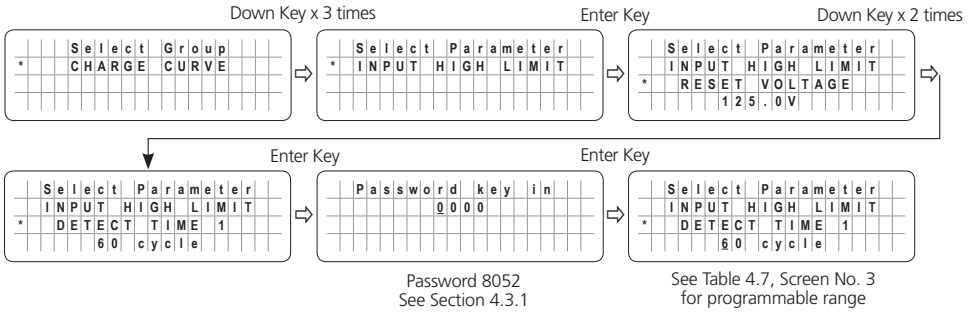 Down Key x 3 times
Enter Key
Down Key x 2 times
Select Group
* CHARGE CURVE
Select Parameter
* INPUT HIGH LIMIT
Select Parameter
INPUT HIGH LIMIT
* RESET VOLTAGE
125.0V
Enter Key
Enter Key
Select Parameter
INPUT HIGH LIMIT
* DETECT TIME 1
60 cycle
Password key in
0000
Select Parameter
INPUT HIGH LIMIT
* DETECT TIME 1
60 cycle
Password 8052
See Section 4.3.1
See Table 4.7, Screen No. 3
for programmable range